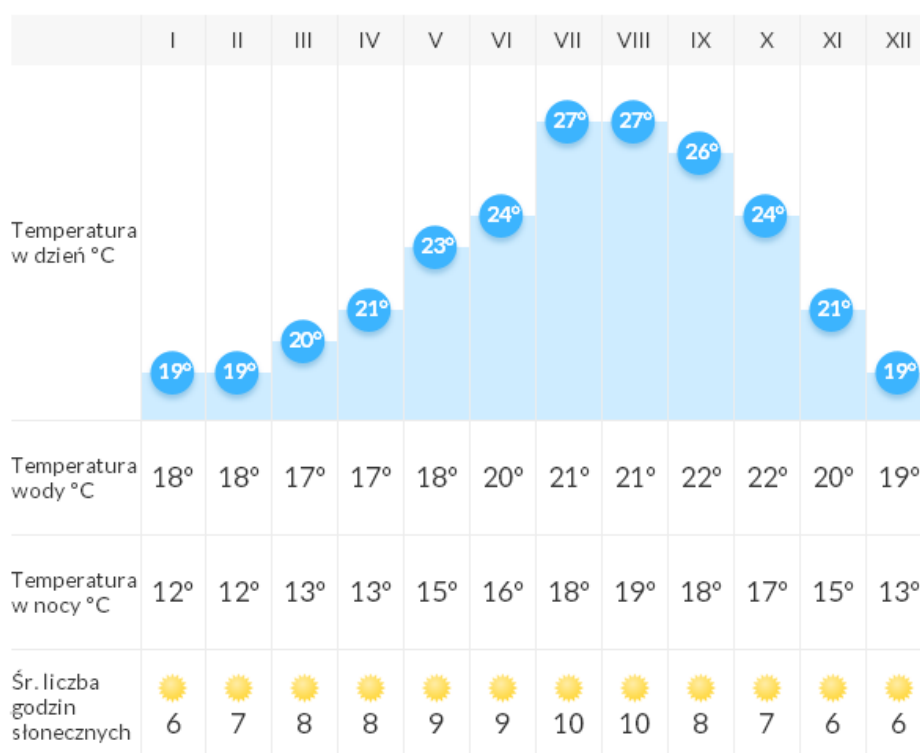 I II III IV V VI VII VIII IX X XI XII
27° 27°
26°
24° 24°
23°
21° 21°
20°
19° 19° 19°
Temperatura
w dzień °C
Temperatura
wody °C
18° 18° 17° 17° 18° 20° 21° 21° 22° 22° 20° 19°
Temperatura
w nocy °C
12° 12° 13° 13° 15° 16° 18° 19° 18° 17° 15° 13°
Śr. liczba
godzin
słonecznych
6 7 8 8 9 9 10 10 8 7 6 6